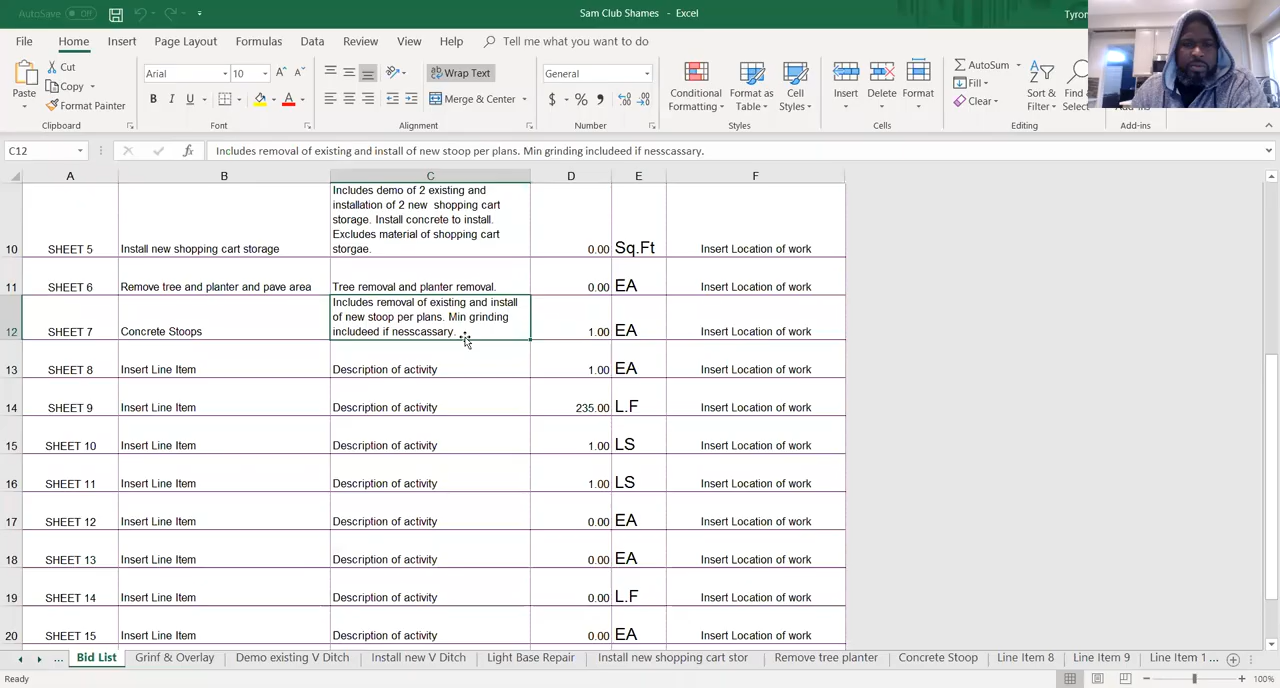 AutoSave Off
Sam Club Shames - Excel
Tyron
File Home Insert Page Layout Formulas Data Review View Help Tell me what you want to do
Paste
Cut
Copy
Format Painter
Clipboard
Arial 10
B I U
Font
Wrap Text
Merge & Center
Alignment
General
$ % ,
Number
Conditional Formatting
Format as Table
Cell Styles
Styles
Insert Delete Format
Cells
AutoSum
Fill
Clear
Sort & Filter
Find
Select
Editing
Add-ins
C12 fx Includes removal of existing and install of new stoop per plans. Min grinding includeed if nesscassary.
A B C D E F
Includes demo of 2 existing and
installation of 2 new shopping cart
storage. Install concrete to install.
Excludes material of shopping cart
storgae.
10 SHEET 5 Install new shopping cart storage 0.00 Sq.Ft Insert Location of work
11 SHEET 6 Remove tree and planter and pave area Tree removal and planter removal. 0.00 EA Insert Location of work
Includes removal of existing and install
of new stoop per plans. Min grinding
includeed if nesscassary.
12 SHEET 7 Concrete Stoops 1.00 EA Insert Location of work
13 SHEET 8 Insert Line Item Description of activity 1.00 EA Insert Location of work
14 SHEET 9 Insert Line Item Description of activity 235.00 L.F Insert Location of work
15 SHEET 10 Insert Line Item Description of activity 1.00 LS Insert Location of work
16 SHEET 11 Insert Line Item Description of activity 1.00 LS Insert Location of work
17 SHEET 12 Insert Line Item Description of activity 0.00 EA Insert Location of work
18 SHEET 13 Insert Line Item Description of activity 0.00 EA Insert Location of work
19 SHEET 14 Insert Line Item Description of activity 0.00 L.F Insert Location of work
20 SHEET 15 Insert Line Item Description of activity 0.00 EA Insert Location of work
... Bid List Grinf & Overlay Demo existing V Ditch Install new V Ditch Light Base Repair Install new shopping cart stor Remove tree planter Concrete Stoop Line Item 8 Line Item 9 Line Item 1 ...
Ready
100%